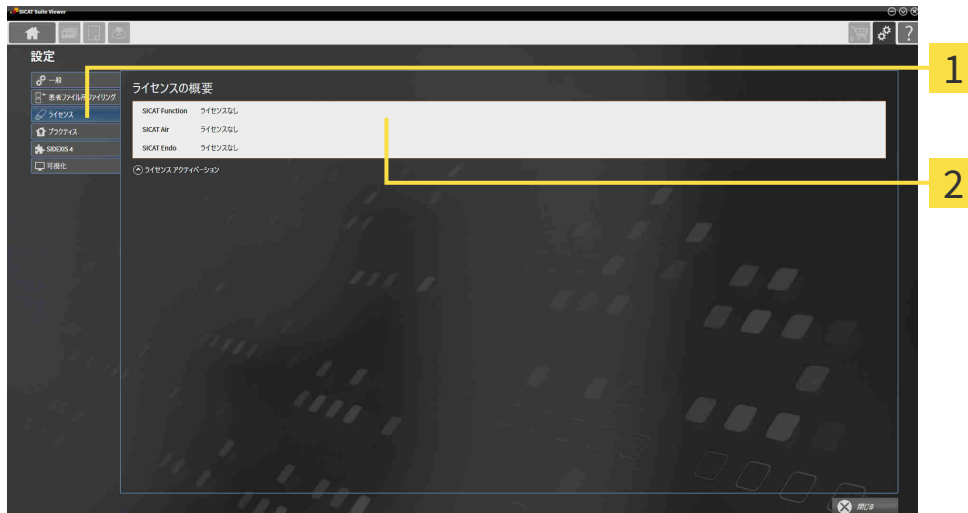 SICAT Suite Viewer
?
設定
一般
患者ファイル用ファイリング
ライセンス
プラクティス
SIDEXIS 4
可視化
ライセンスの概要
SICAT Function ライセンスなし
SICAT Air ライセンスなし
SICAT Endo ライセンスなし
ライセンス アクティベーション
閉じる
1
2